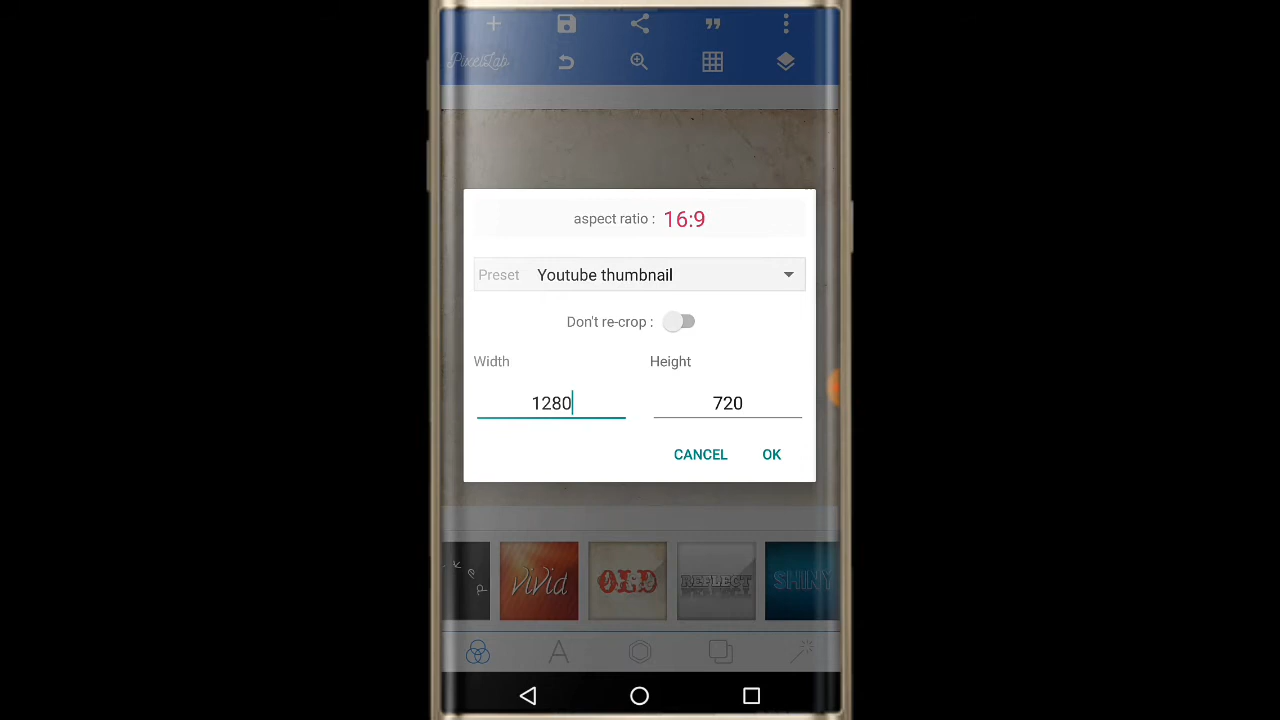 PixelLab
aspect ratio : 16:9
Preset Youtube thumbnail
Don't re-crop :
Width Height
1280 720
CANCEL OK
ViVid OLD REFLECT SHINY